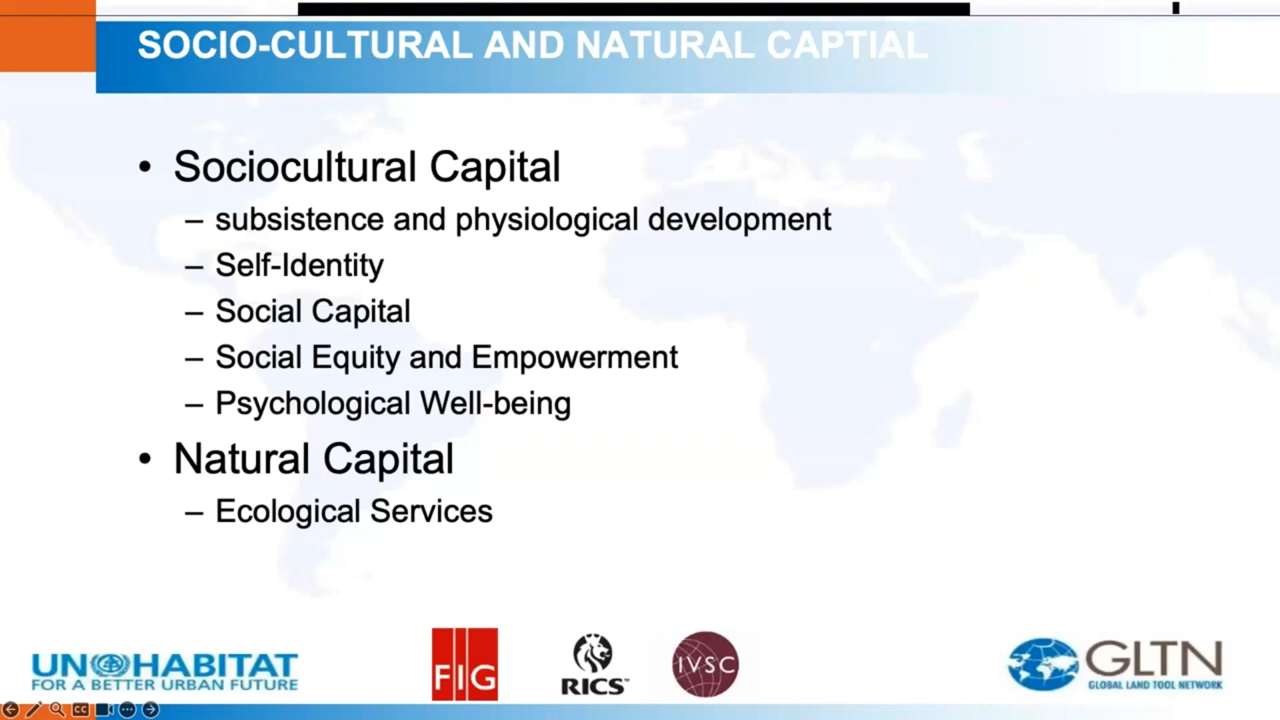 SOCIO-CULTURAL AND NATURAL CAPTIAL
• Sociocultural Capital
– subsistence and physiological development
– Self-Identity
– Social Capital
– Social Equity and Empowerment
– Psychological Well-being
• Natural Capital
– Ecological Services
UN HABITAT
FOR A BETTER URBAN FUTURE
FIG
RICS™
IVSC
GLTN
GLOBAL LAND TOOL NETWORK
CC